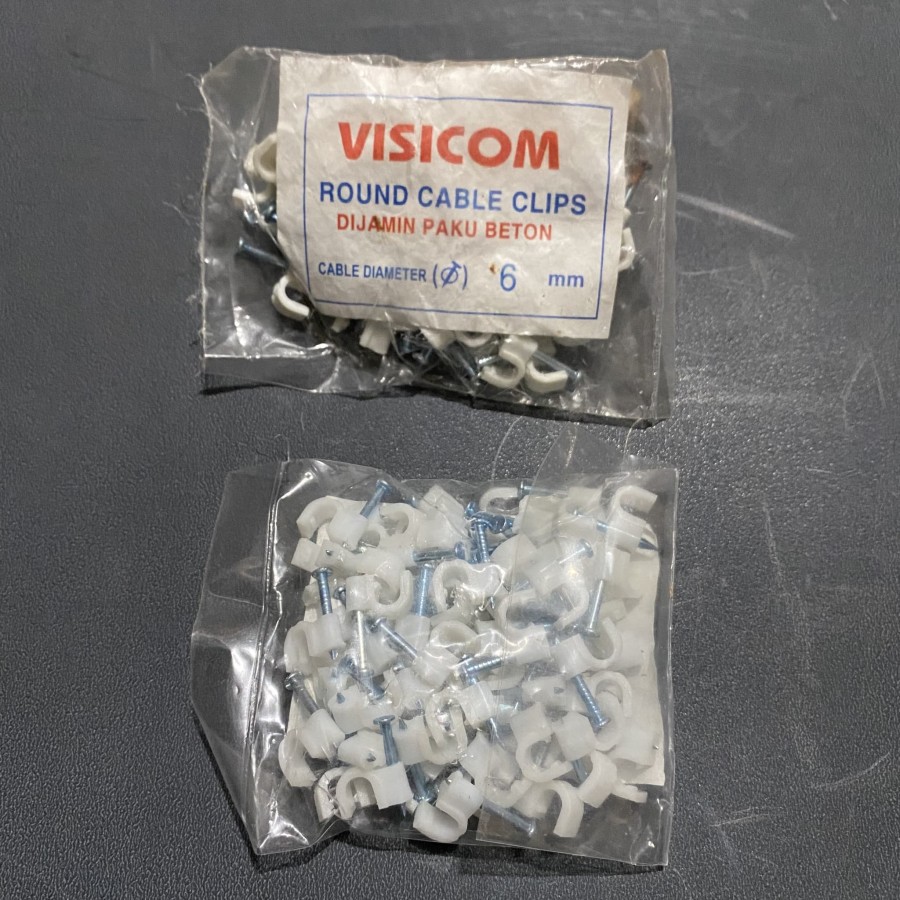 VISICOM
ROUND CABLE CLIPS
DIJAMIN PAKU BETON
CABLE DIAMETER (Ø) 6 mm